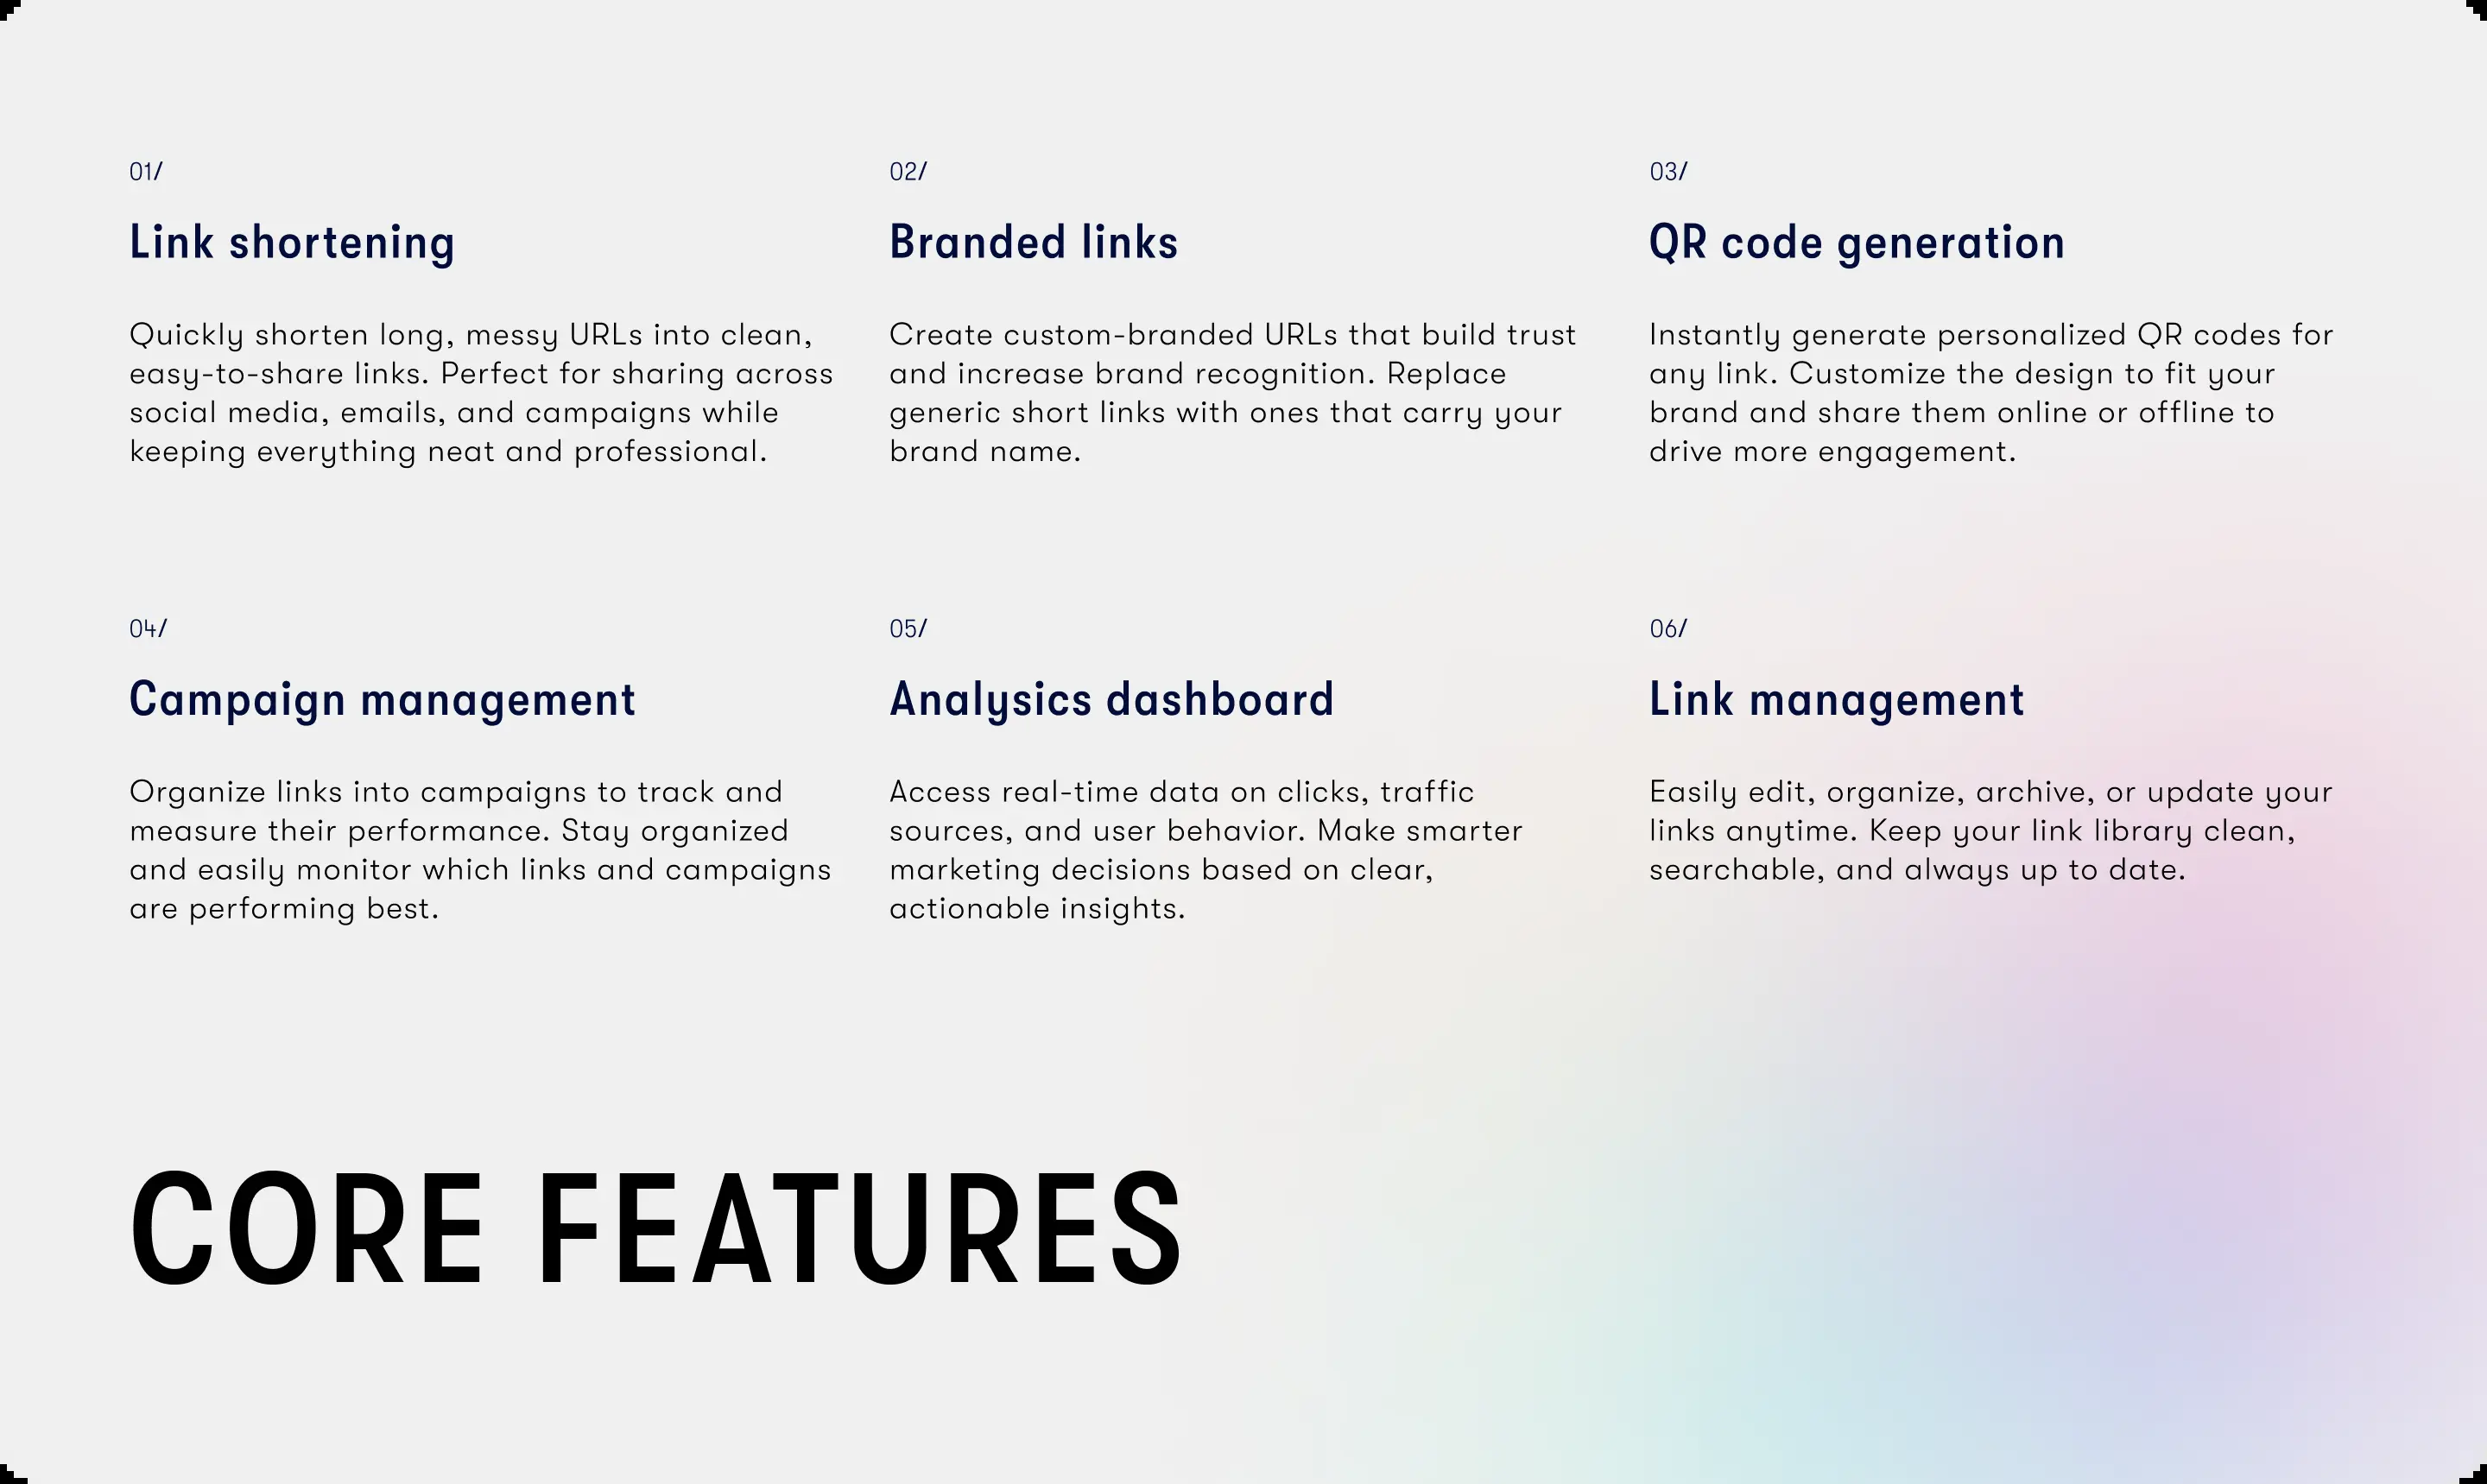 01/
Link shortening
Quickly shorten long, messy URLs into clean,
easy-to-share links. Perfect for sharing across
social media, emails, and campaigns while
keeping everything neat and professional.
02/
Branded links
Create custom-branded URLs that build trust
and increase brand recognition. Replace
generic short links with ones that carry your
brand name.
03/
QR code generation
Instantly generate personalized QR codes for
any link. Customize the design to fit your
brand and share them online or offline to
drive more engagement.
04/
Campaign management
Organize links into campaigns to track and
measure their performance. Stay organized
and easily monitor which links and campaigns
are performing best.
05/
Analysics dashboard
Access real-time data on clicks, traffic
sources, and user behavior. Make smarter
marketing decisions based on clear,
actionable insights.
06/
Link management
Easily edit, organize, archive, or update your
links anytime. Keep your link library clean,
searchable, and always up to date.
CORE FEATURES